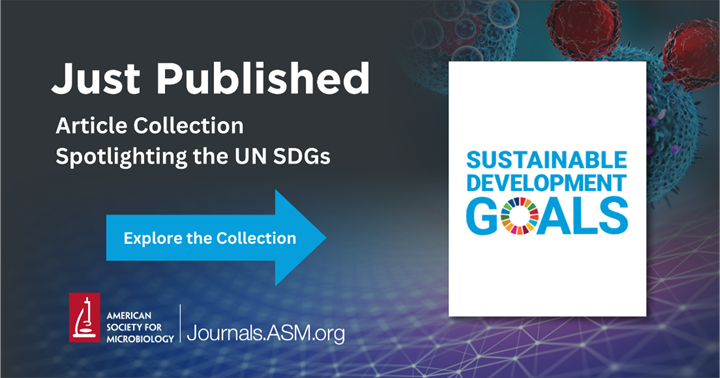 Just Published
Article Collection
Spotlighting the UN SDGs
Explore the Collection
SUSTAINABLE
DEVELOPMENT
GOALS
AMERICAN
SOCIETY FOR
MICROBIOLOGY
Journals.ASM.org